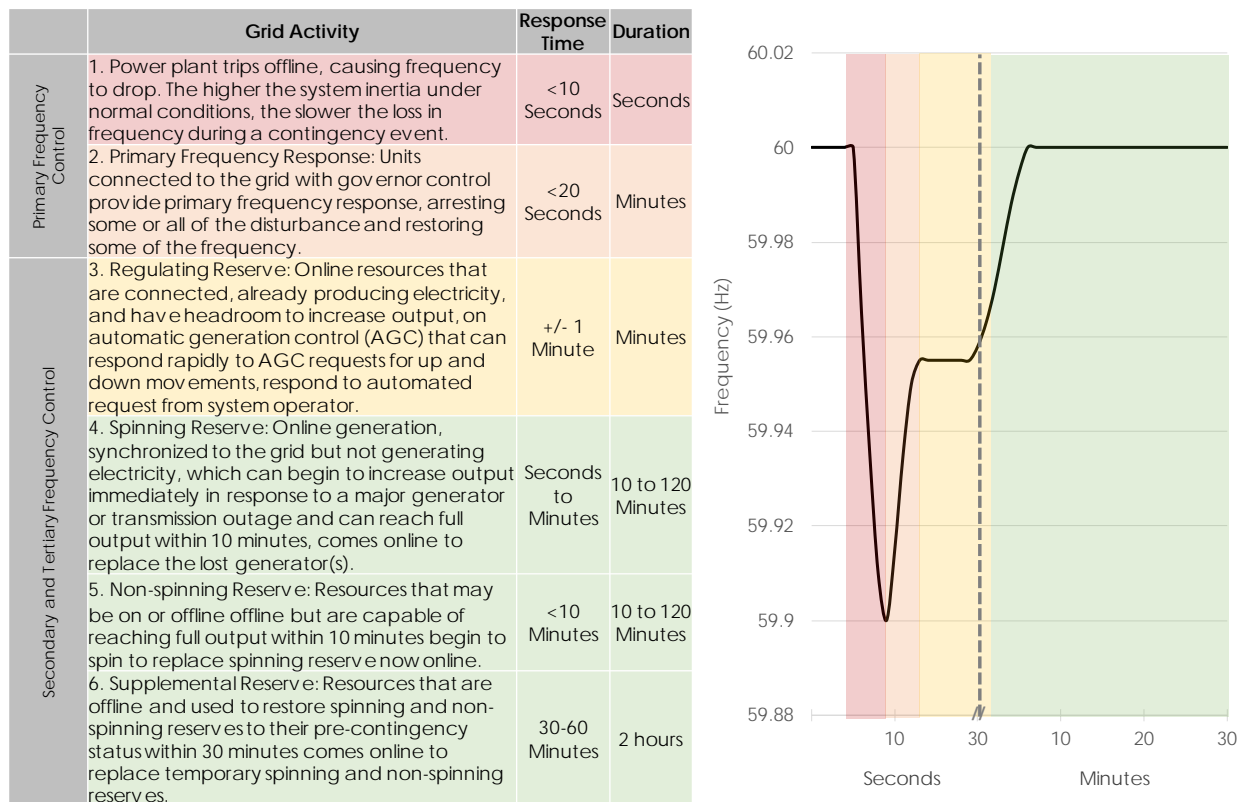 Grid Activity
Response
Time
Duration
Primary Frequency
Control
1. Power plant trips offline, causing frequency
to drop. The higher the system inertia under
normal conditions, the slower the loss in
frequency during a contingency event.
<10
Seconds
Seconds
2. Primary Frequency Response: Units
connected to the grid with governor control
provide primary frequency response, arresting
some or all of the disturbance and restoring
some of the frequency.
<20
Seconds
Minutes
Secondary and Tertiary Frequency Control
3. Regulating Reserve: Online resources that
are connected, already producing electricity,
and have headroom to increase output, on
automatic generation control (AGC) that can
respond rapidly to AGC requests for up and
down movements, respond to automated
request from system operator.
+/- 1
Minute
Minutes
4. Spinning Reserve: Online generation,
synchronized to the grid but not generating
electricity, which can begin to increase output
immediately in response to a major generator
or transmission outage and can reach full
output within 10 minutes, comes online to
replace the lost generator(s).
Seconds
to
Minutes
10 to 120
Minutes
5. Non-spinning Reserve: Resources that may
be on or offline offline but are capable of
reaching full output within 10 minutes begin to
spin to replace spinning reserve now online.
<10
Minutes
10 to 120
Minutes
6. Supplemental Reserve: Resources that are
offline and used to restore spinning and non-
spinning reserves to their pre-contingency
status within 30 minutes comes online to
replace temporary spinning and non-spinning
reserves.
30-60
Minutes
2 hours
Frequency (Hz)
60.02
60
59.98
59.96
59.94
59.92
59.9
59.88
10
30
10
20
30
Seconds
Minutes